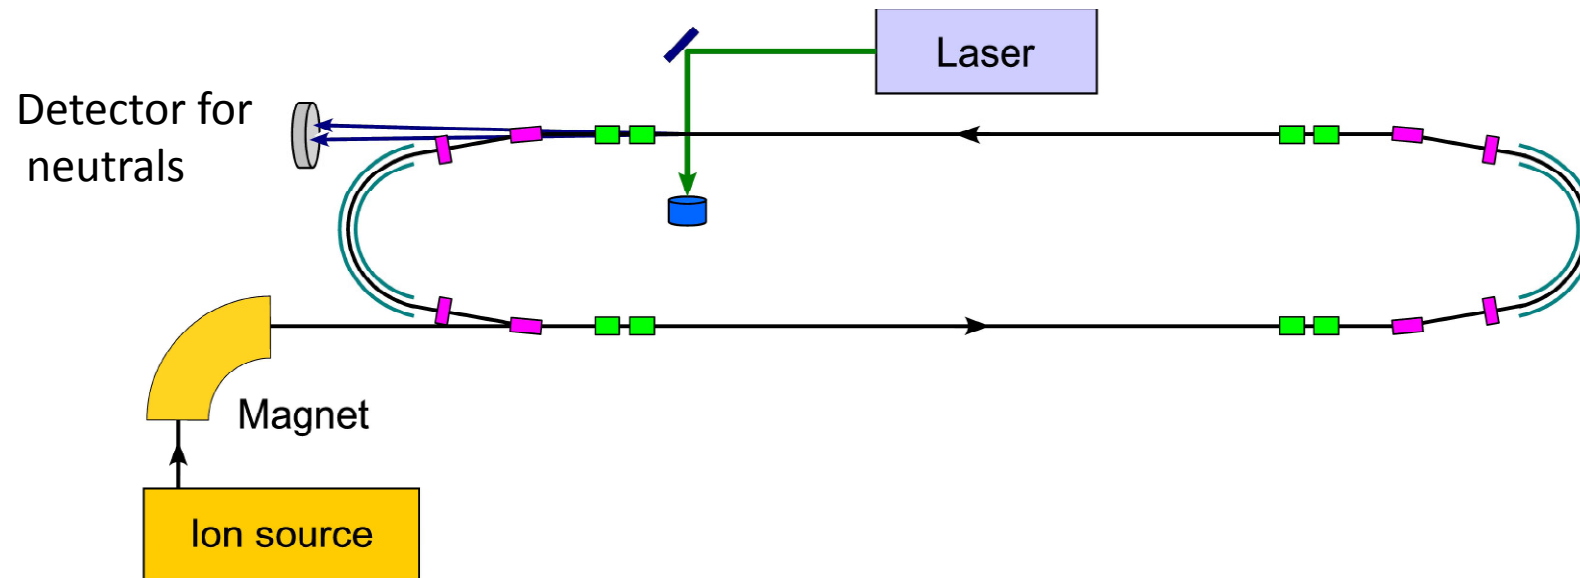 Laser
Detector for
neutrals
Magnet
Ion source